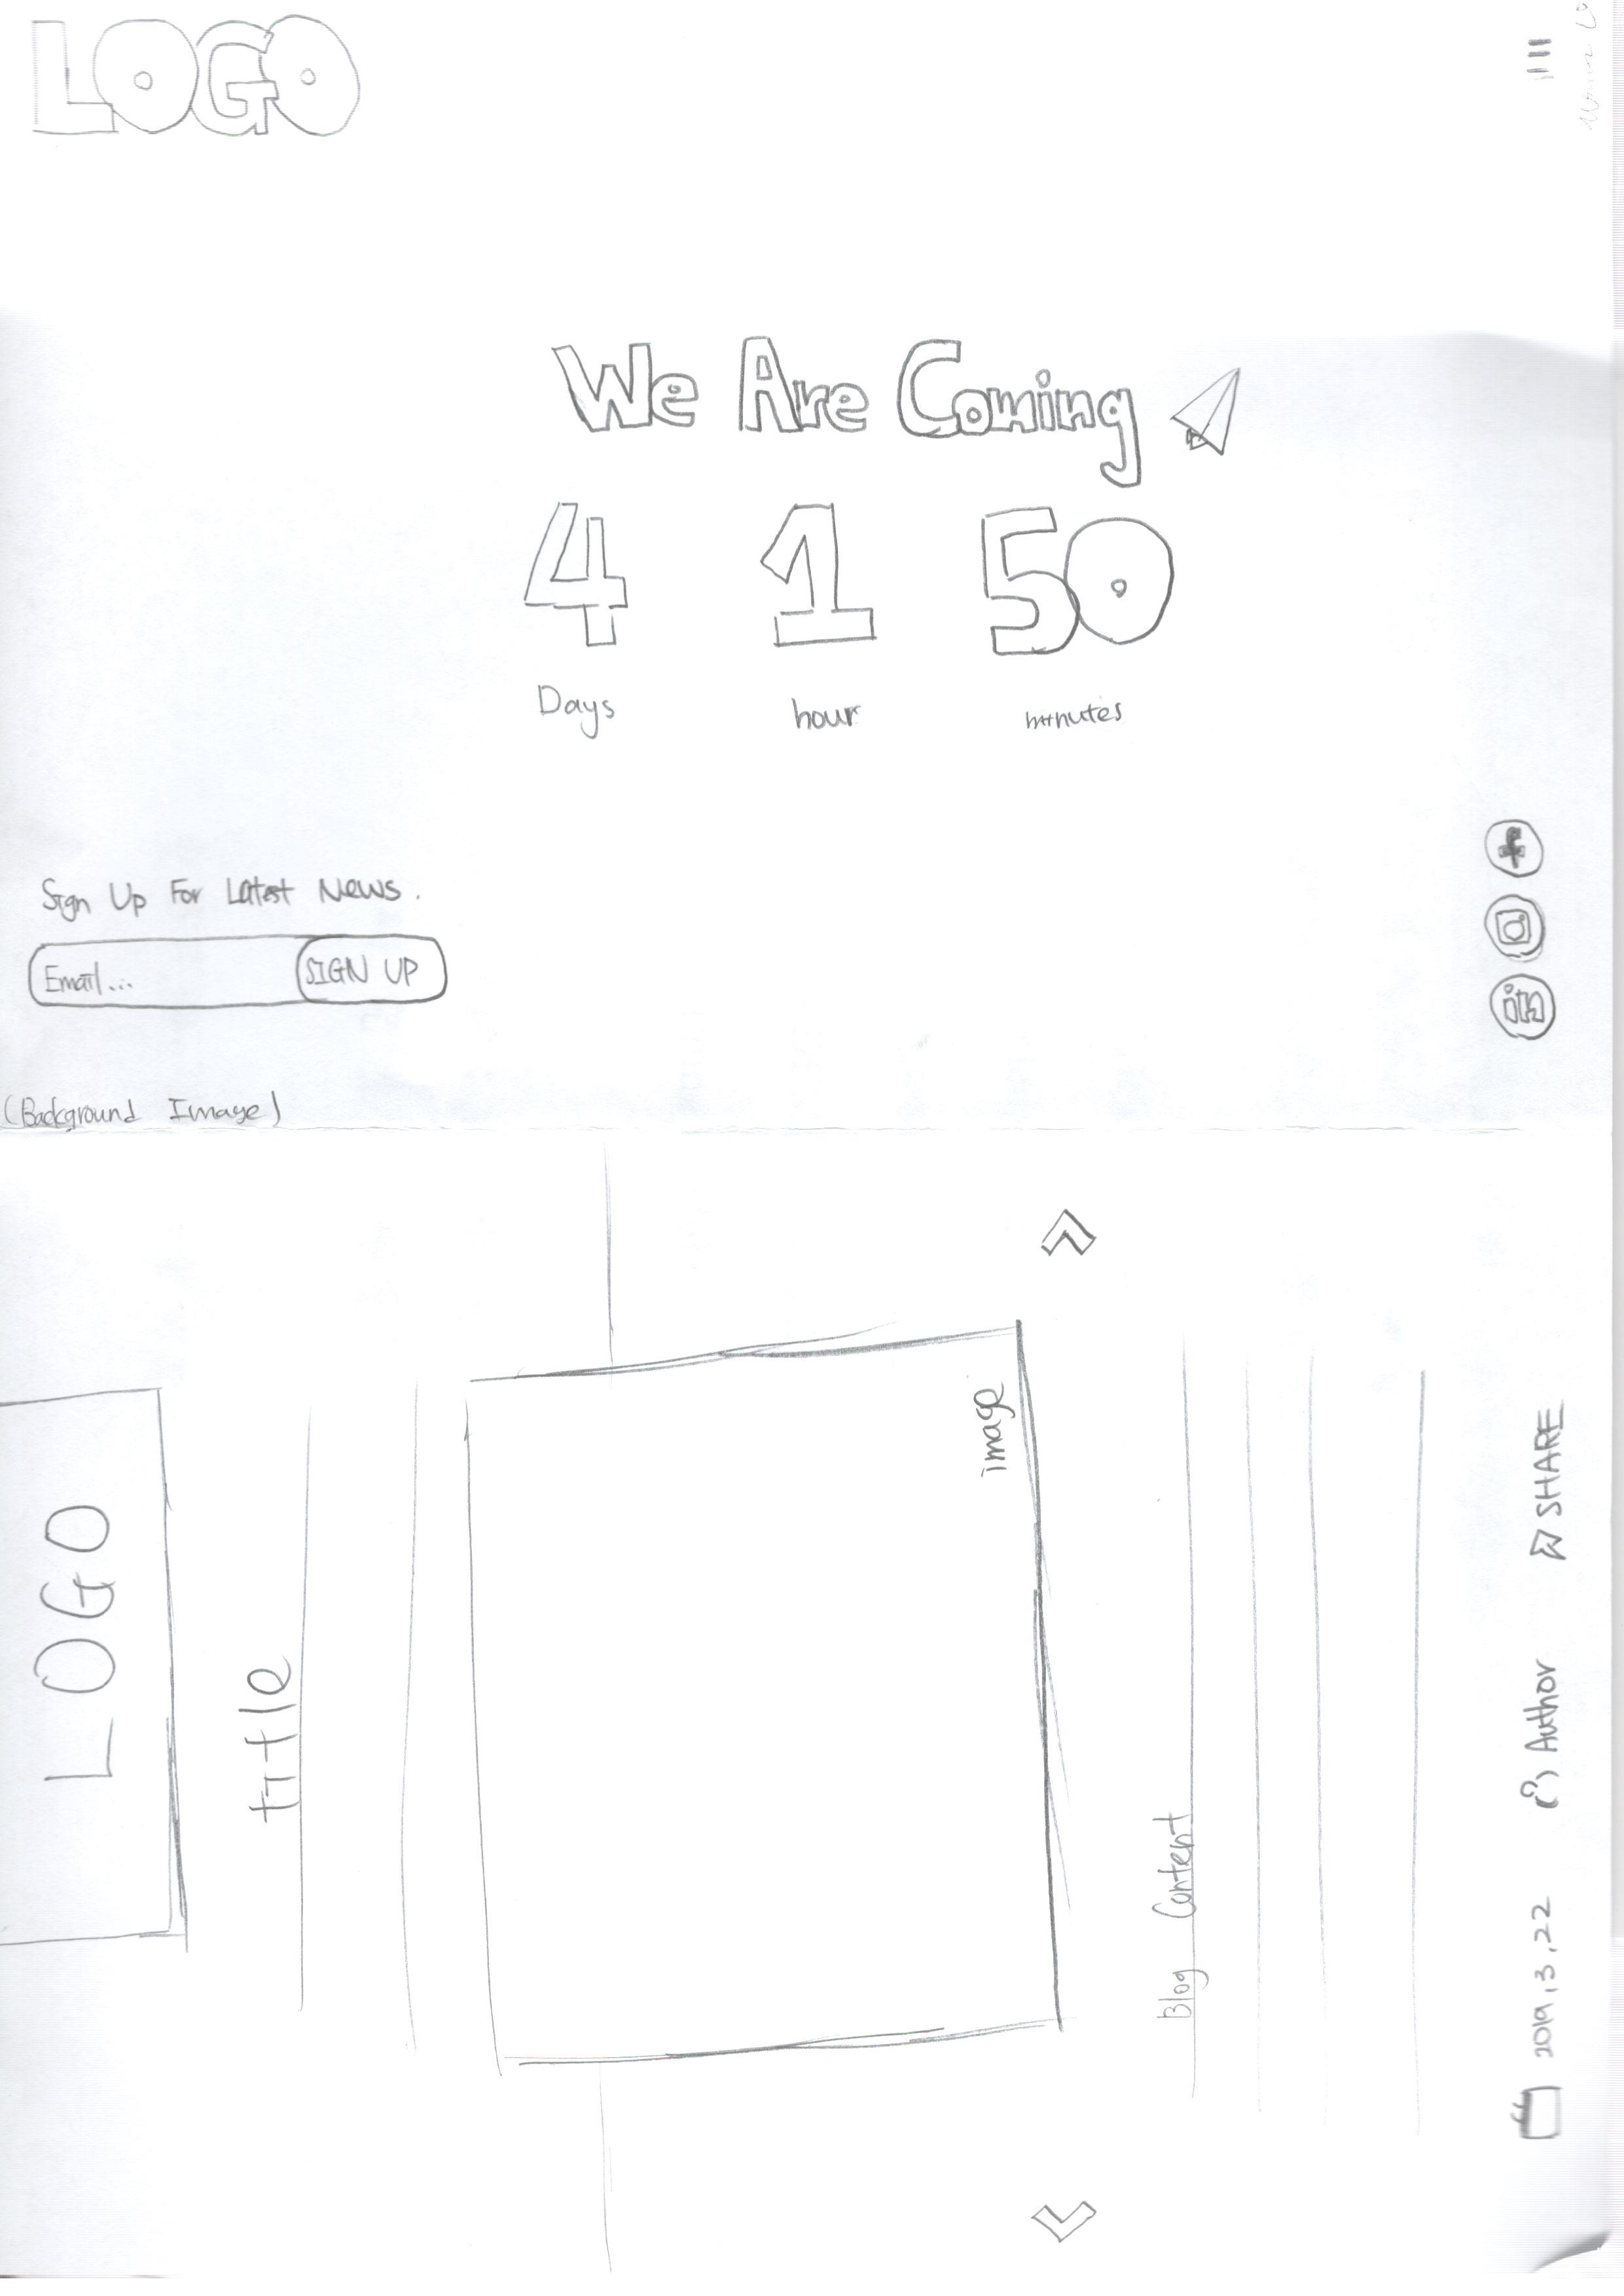 LOGO
We Are Coming
4 1 50
Days hour minutes
Sign Up For Latest News.
Email... SIGN UP
f
in
(Background Image)
LOGO
title
image
Blog Content
2019,3,22 Author SHARE